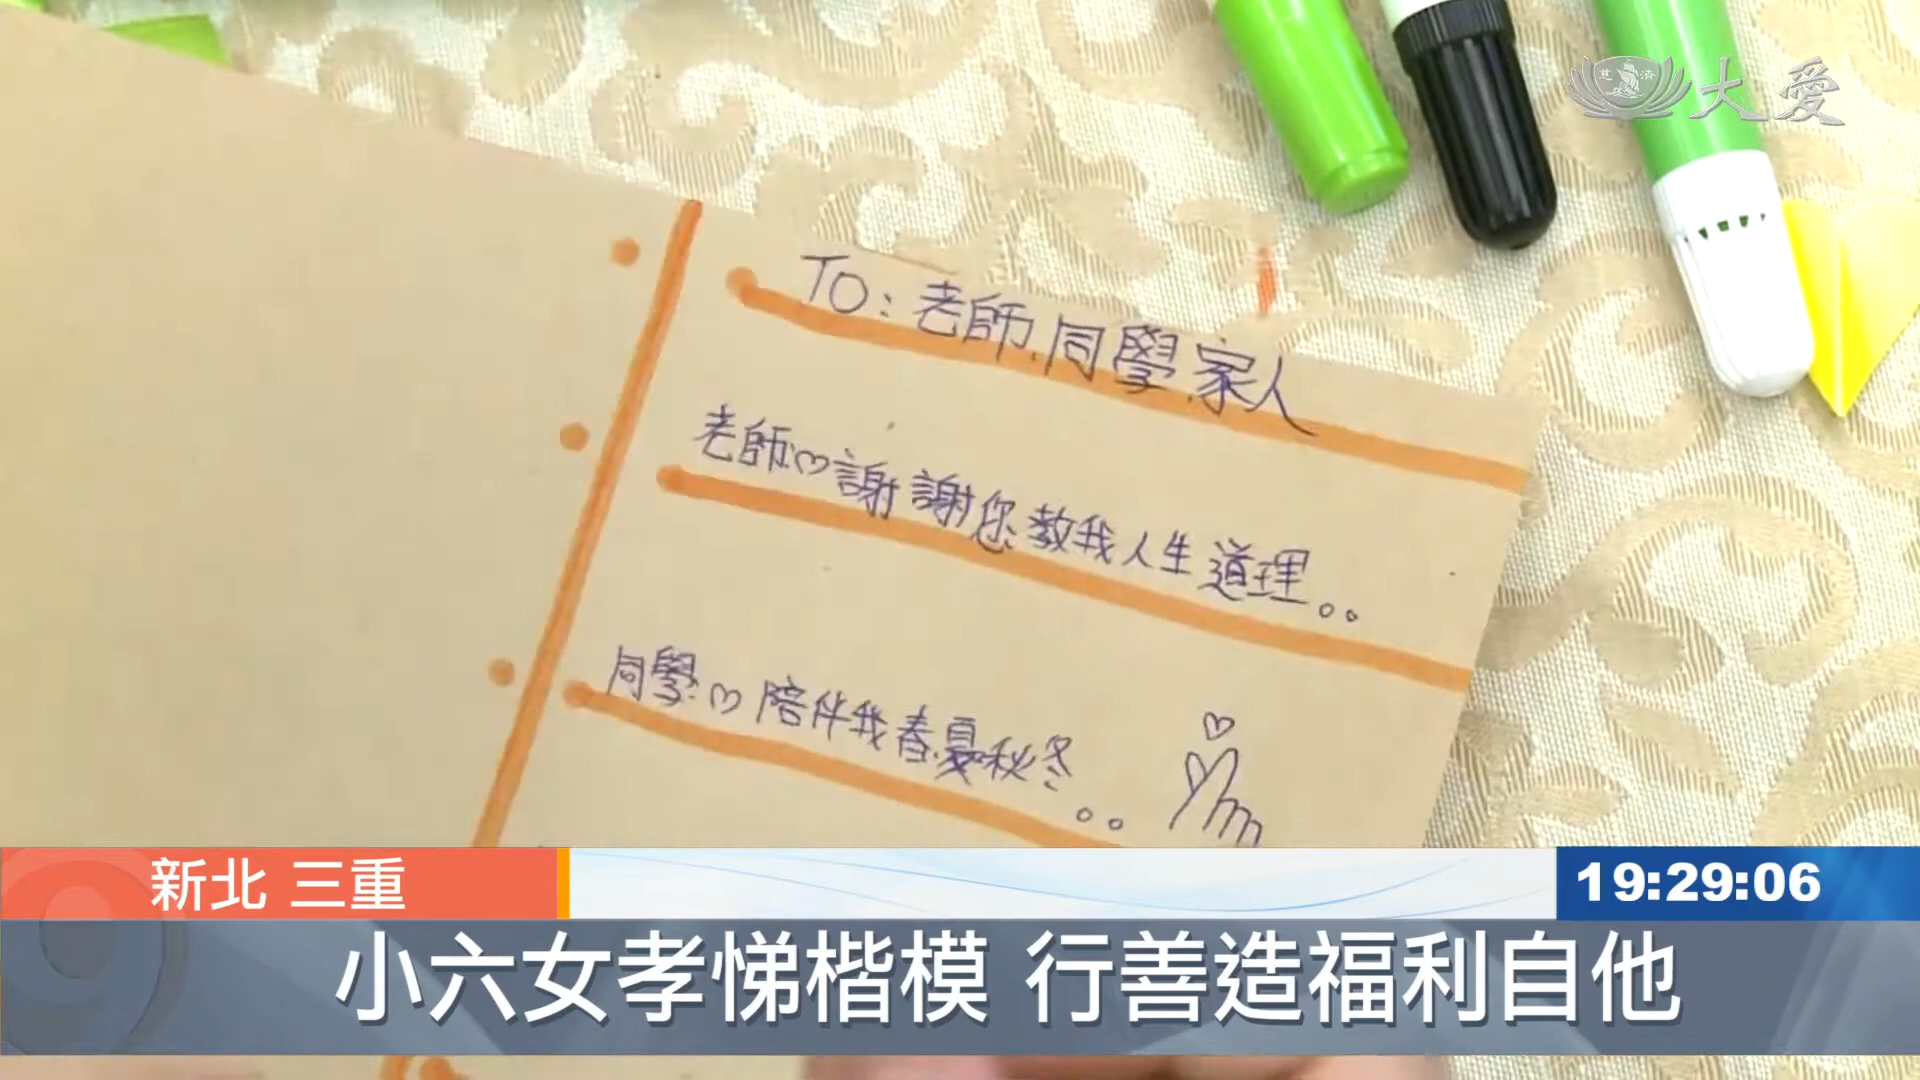 慈濟 大愛
TO:老師.同學.家人
老師:♡謝謝您教我人生道理。。
同學:♡陪伴我春.夏.秋冬。。
新北 三重
19:29:06
小六女孝悌楷模 行善造福利自他